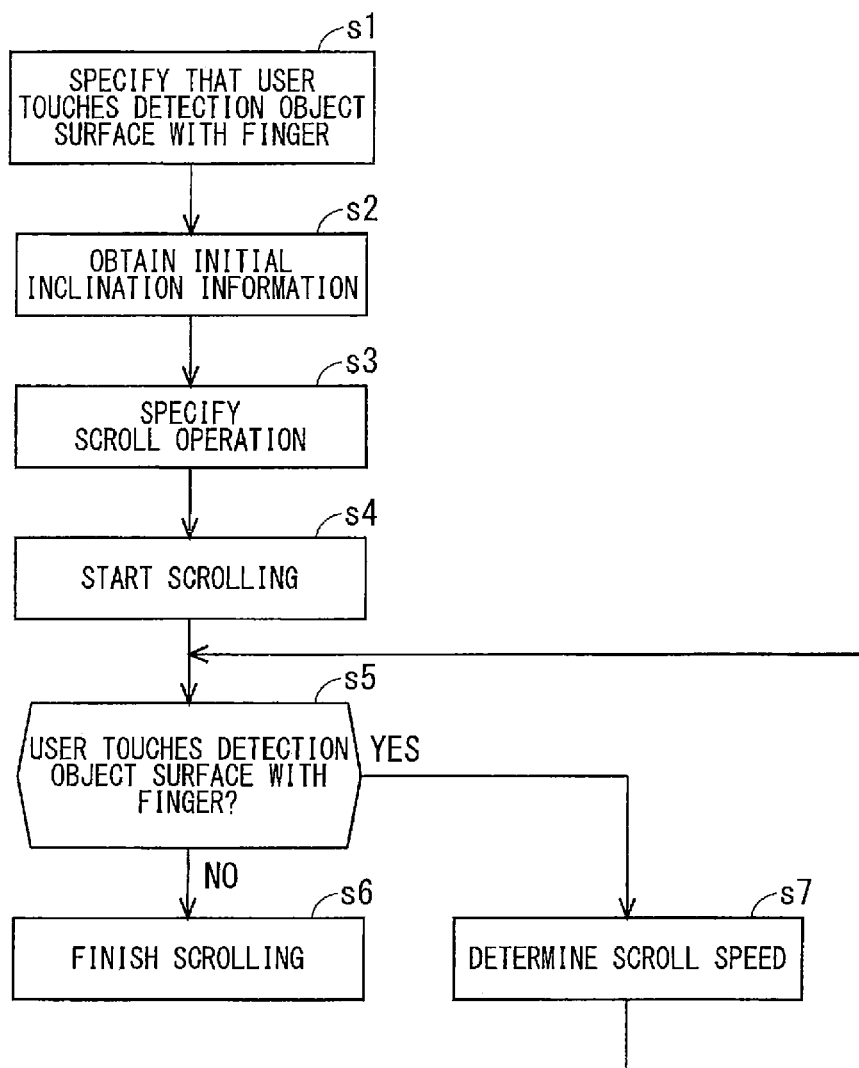 s1
SPECIFY THAT USER
TOUCHES DETECTION OBJECT
SURFACE WITH FINGER
s2
OBTAIN INITIAL
INCLINATION INFORMATION
s3
SPECIFY
SCROLL OPERATION
s4
START SCROLLING
s5
USER TOUCHES DETECTION
OBJECT SURFACE WITH
FINGER?
YES
NO
s6
FINISH SCROLLING
s7
DETERMINE SCROLL SPEED